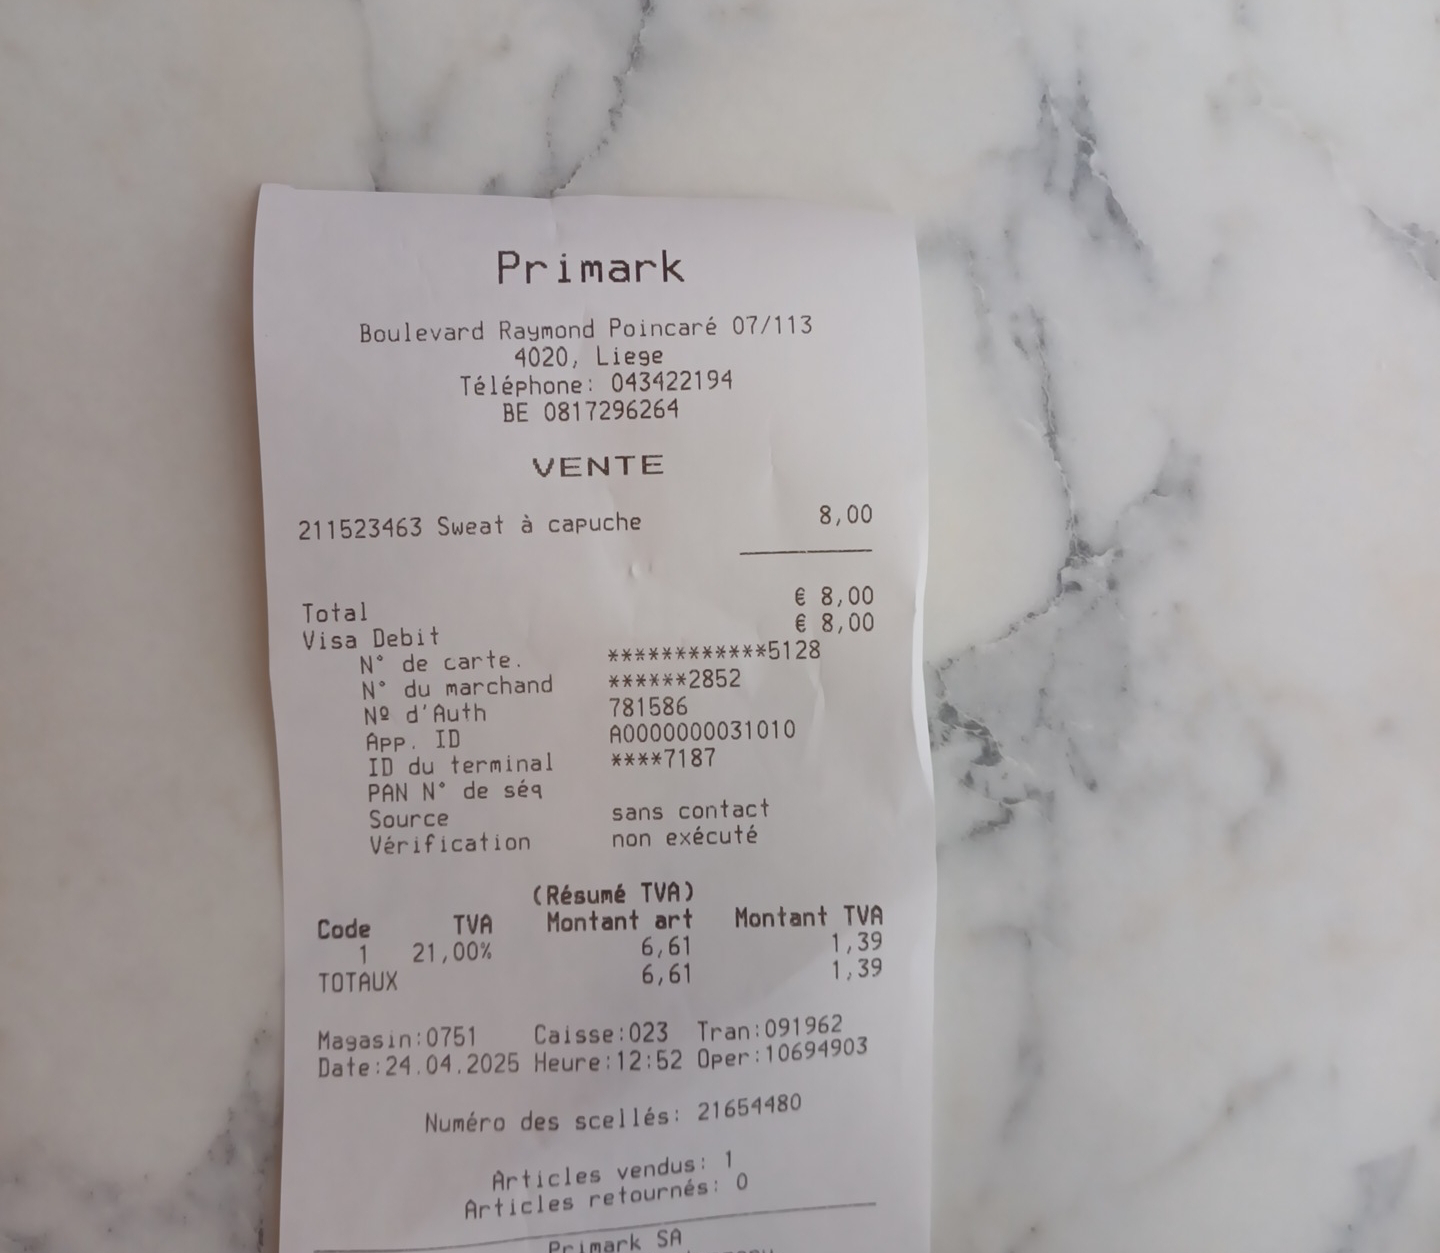 Primark
Boulevard Raymond Poincaré 07/113
4020, Liege
Téléphone: 043422194
BE 0817296264
VENTE
211523463 Sweat à capuche 8,00
Total € 8,00
Visa Debit € 8,00
N° de carte. ************5128
N° du marchand ******2852
Nº d'Auth 781586
App. ID A0000000031010
ID du terminal ****7187
PAN N° de séq
Source sans contact
Vérification non exécuté
(Résumé TVA)
Code TVA Montant art Montant TVA
1 21,00% 6,61 1,39
TOTAUX 6,61 1,39
Magasin:0751 Caisse:023 Tran:091962
Date:24.04.2025 Heure:12:52 Oper:10694903
Numéro des scellés: 21654480
Articles vendus: 1
Articles retournés: 0
Primark SA